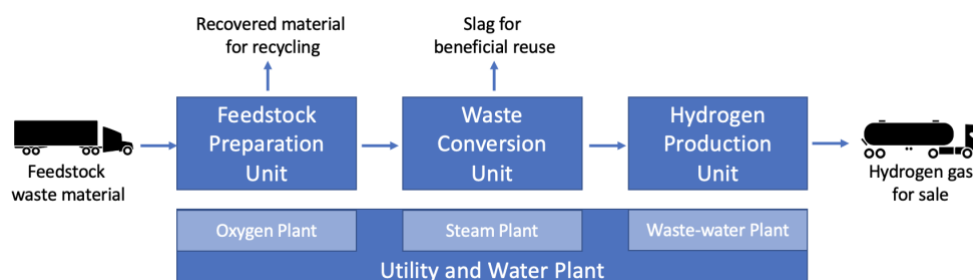 Recovered material
for recycling
Slag for
beneficial reuse
Feedstock
waste material
Feedstock
Preparation
Unit
Waste
Conversion
Unit
Hydrogen
Production
Unit
Hydrogen gas
for sale
Oxygen Plant
Steam Plant
Waste-water Plant
Utility and Water Plant